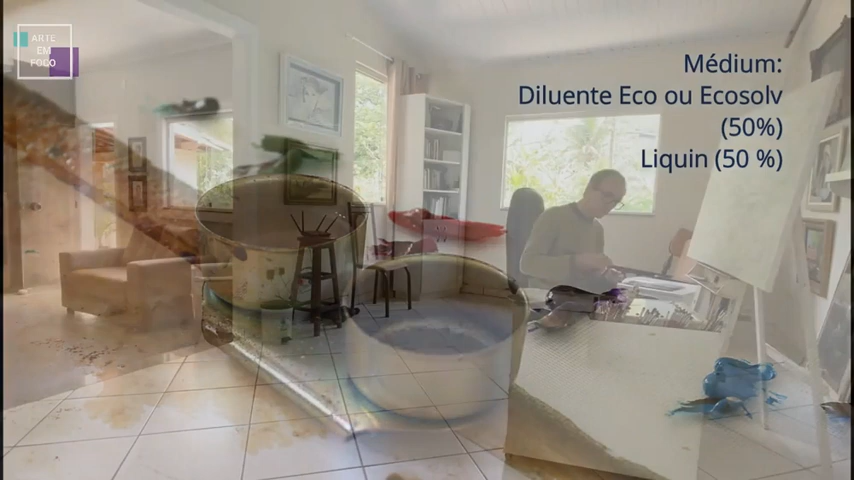 ARTE
EM
FOCO
Médium:
Diluente Eco ou Ecosolv
(50%)
Liquin (50 %)